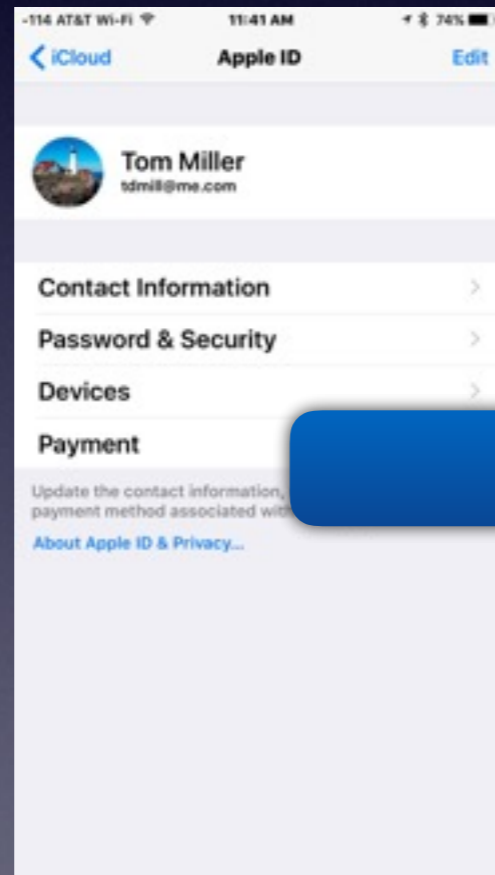 -114 AT&T Wi-Fi 11:41 AM 74%
iCloud Apple ID Edit
Tom Miller
tdmill@me.com
Contact Information
Password & Security
Devices
Payment
Update the contact information,
payment method associated with
About Apple ID & Privacy...